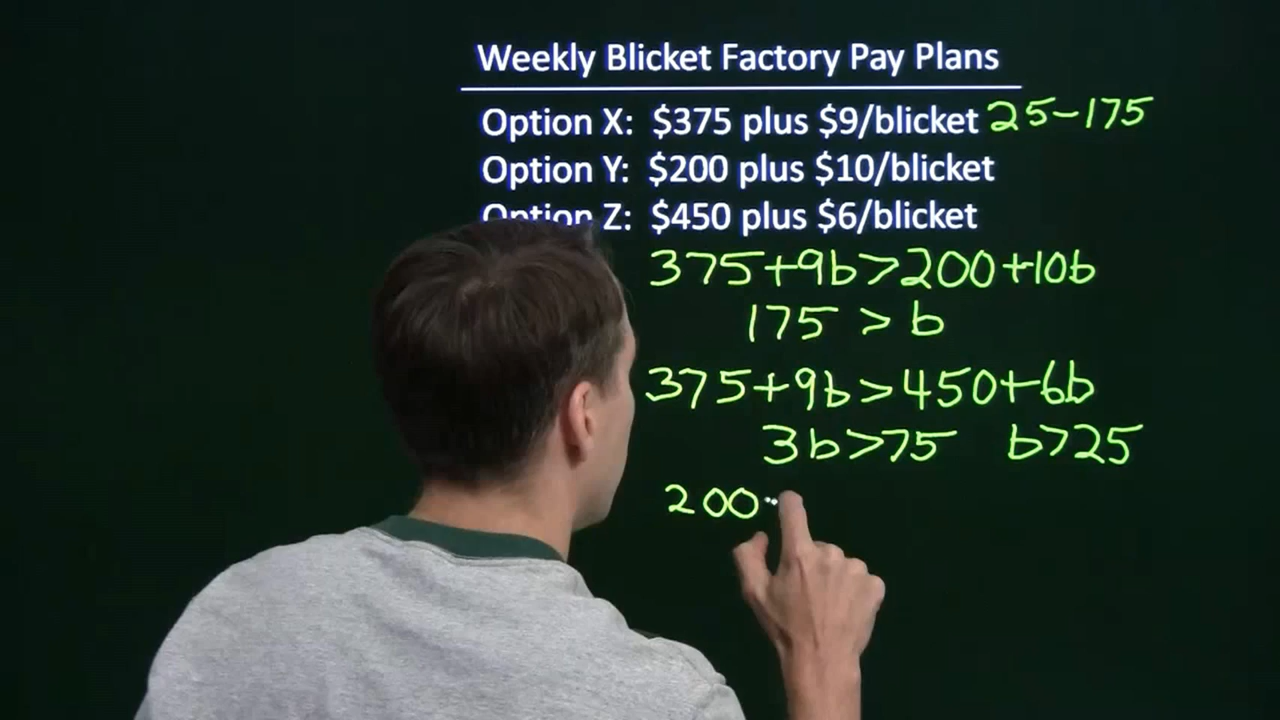 Weekly Blicket Factory Pay Plans
Option X: $375 plus $9/blicket 25-175
Option Y: $200 plus $10/blicket
Option Z: $450 plus $6/blicket
375+9b>200+10b
175 > b
375+9b>450+6b
3b>75 b>25
200